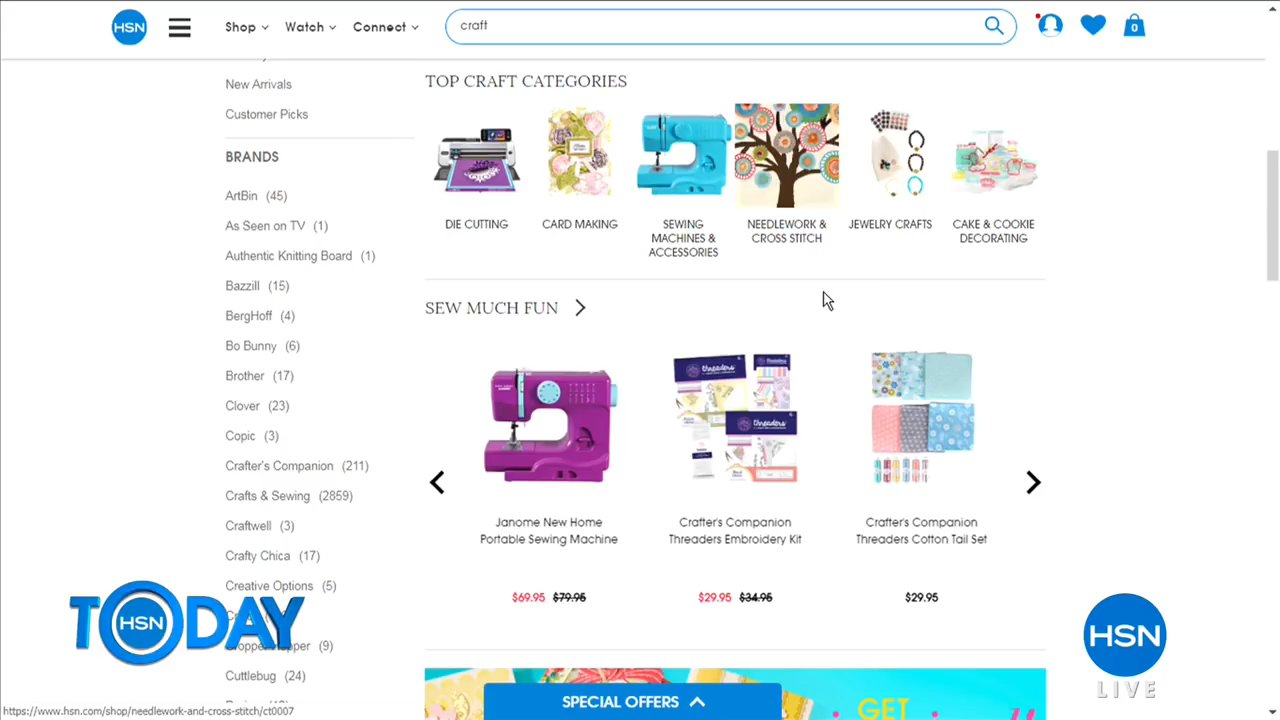 HSN
Shop
Watch
Connect
craft
0
New Arrivals
Customer Picks
BRANDS
ArtBin (45)
As Seen on TV (1)
Authentic Knitting Board (1)
Bazzill (15)
BergHoff (4)
Bo Bunny (6)
Brother (17)
Clover (23)
Copic (3)
Crafter's Companion (211)
Crafts & Sewing (2859)
Craftwell (3)
Crafty Chica (17)
Creative Options (5)
(9)
Cuttlebug (24)
TOP CRAFT CATEGORIES
DIE CUTTING
CARD MAKING
SEWING
MACHINES &
ACCESSORIES
NEEDLEWORK &
CROSS STITCH
JEWELRY CRAFTS
CAKE & COOKIE
DECORATING
SEW MUCH FUN
threaders
threaders
Janome New Home
Portable Sewing Machine
$69.95 $79.95
Crafter's Companion
Threaders Embroidery Kit
$29.95 $34.95
Crafter's Companion
Threaders Cotton Tail Set
$29.95
GET
SPECIAL OFFERS
TODAY
HSN
HSN
LIVE
https://www.hsn.com/shop/needlework-and-cross-stitch/ct0007